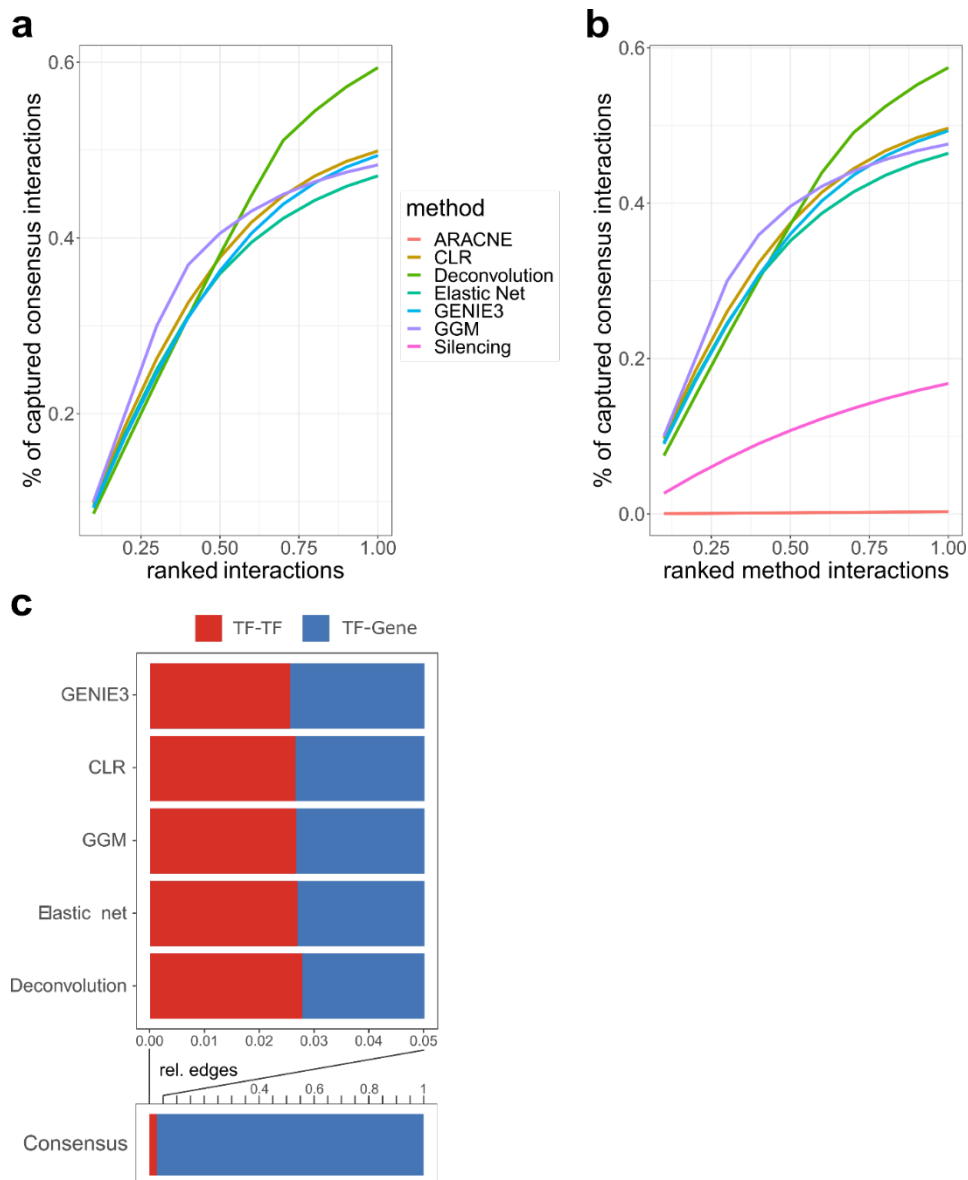 a
0.6
0.4
0.2
% of captured consensus interactions
0.25 0.50 0.75 1.00
ranked interactions
method
ARACNE
CLR
Deconvolution
Elastic Net
GENIE3
GGM
Silencing
b
0.6
0.4
0.2
0.0
% of captured consensus interactions
0.25 0.50 0.75 1.00
ranked method interactions
c
TF-TF TF-Gene
GENIE3
CLR
GGM
Elastic net
Deconvolution
0.00 0.01 0.02 0.03 0.04 0.05
rel. edges
0.4 0.6 0.8 1
Consensus